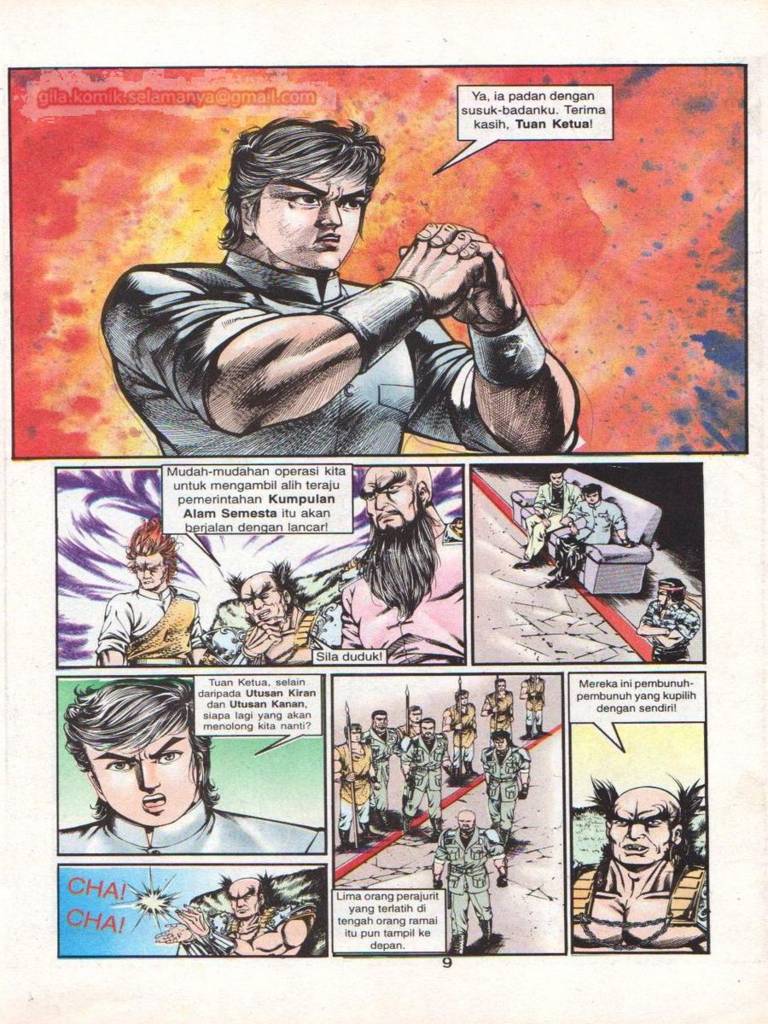 gila.komik.selamanya@gmail.com
Ya, ia padan dengan
susuk-badanku. Terima
kasih, Tuan Ketua!
Mudah-mudahan operasi kita
untuk mengambil alih teraju
pemerintahan Kumpulan
Alam Semesta itu akan
berjalan dengan lancar!
Sila duduk!
Tuan Ketua, selain
daripada Utusan Kiran
dan Utusan Kanan,
siapa lagi yang akan
menolong kita nanti?
CHA!
CHA!
Lima orang perajurit
yang terlatih di
tengah orang ramai
itu pun tampil ke
depan.
Mereka ini pembunuh-
pembunuh yang kupilih
dengan sendiri!
9